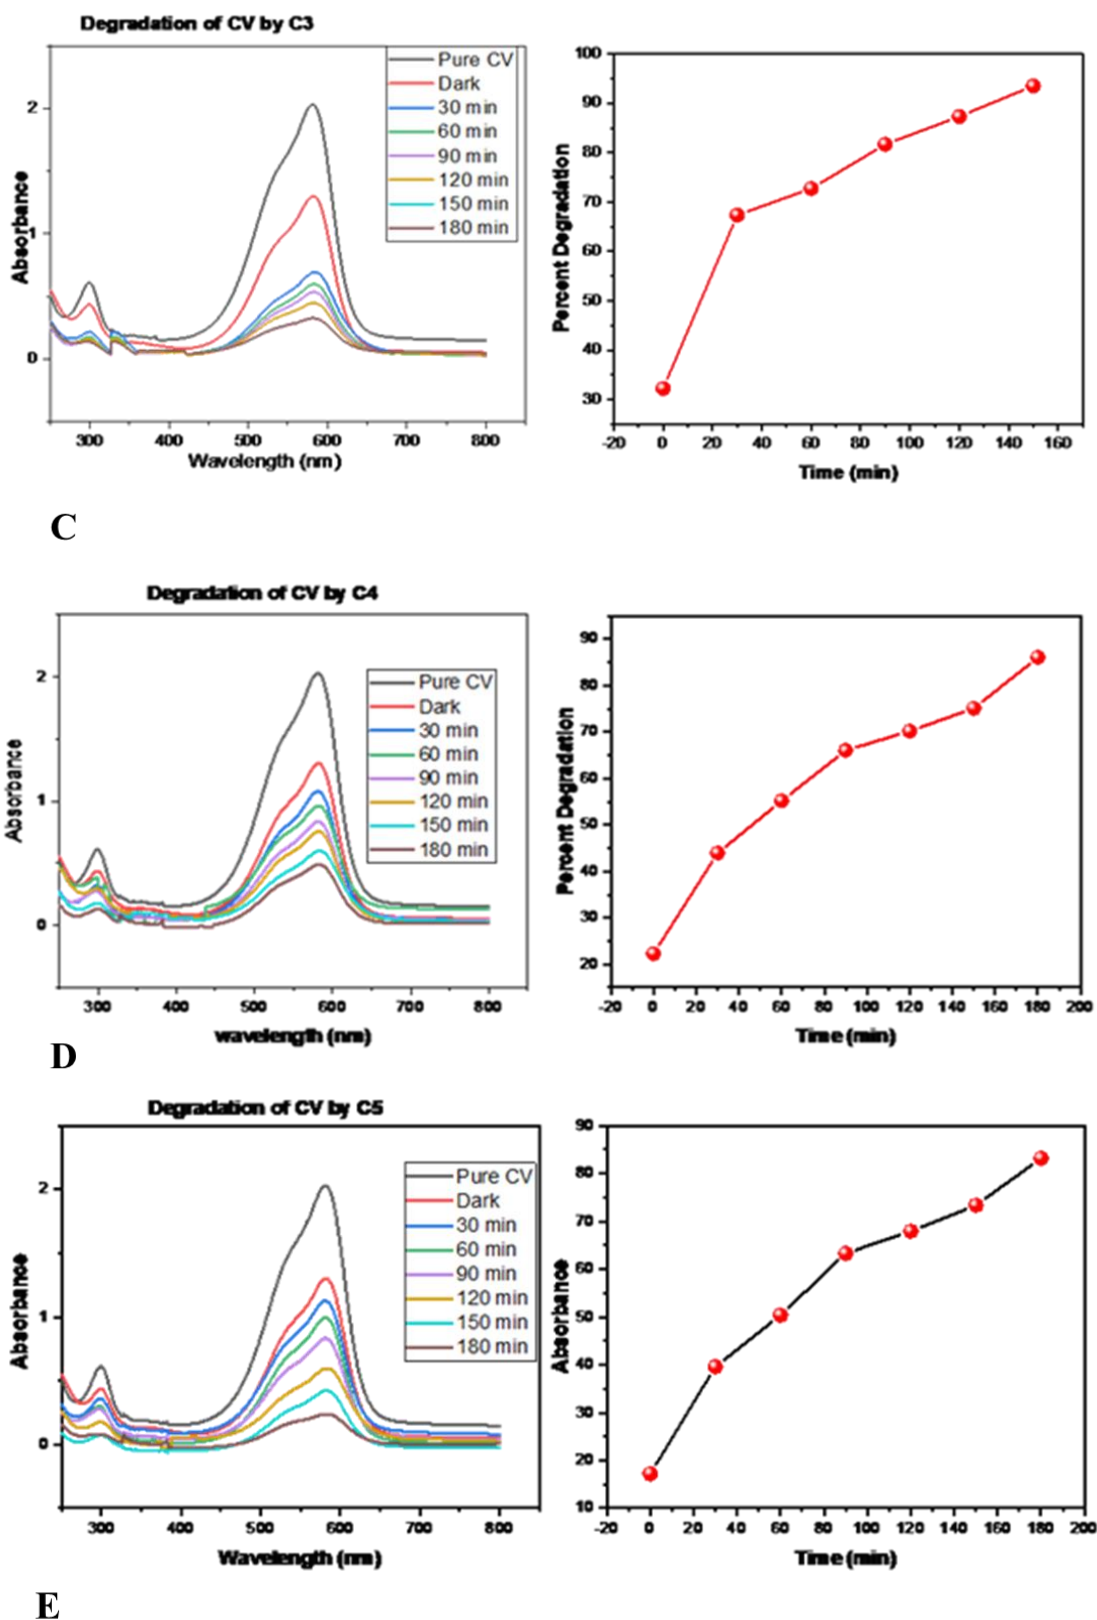 Degradation of CV by C3
Absorbance
2
1
0
300 400 500 600 700 800
Wavelength (nm)
Pure CV
Dark
30 min
60 min
90 min
120 min
150 min
180 min
Percent Degradation
100
90
80
70
60
50
40
30
-20 0 20 40 60 80 100 120 140 160
Time (min)
C
Degradation of CV by C4
Absorbance
2
1
0
300 400 500 600 700 800
wavelength (nm)
Pure CV
Dark
30 min
60 min
90 min
120 min
150 min
180 min
Percent Degradation
90
80
70
60
50
40
30
20
-20 0 20 40 60 80 100 120 140 160 180 200
Time (min)
D
Degradation of CV by C5
Absorbance
2
1
0
300 400 500 600 700 800
Wavelength (nm)
Pure CV
Dark
30 min
60 min
90 min
120 min
150 min
180 min
Absorbance
90
80
70
60
50
40
30
20
10
-20 0 20 40 60 80 100 120 140 160 180 200
Time (min)
E